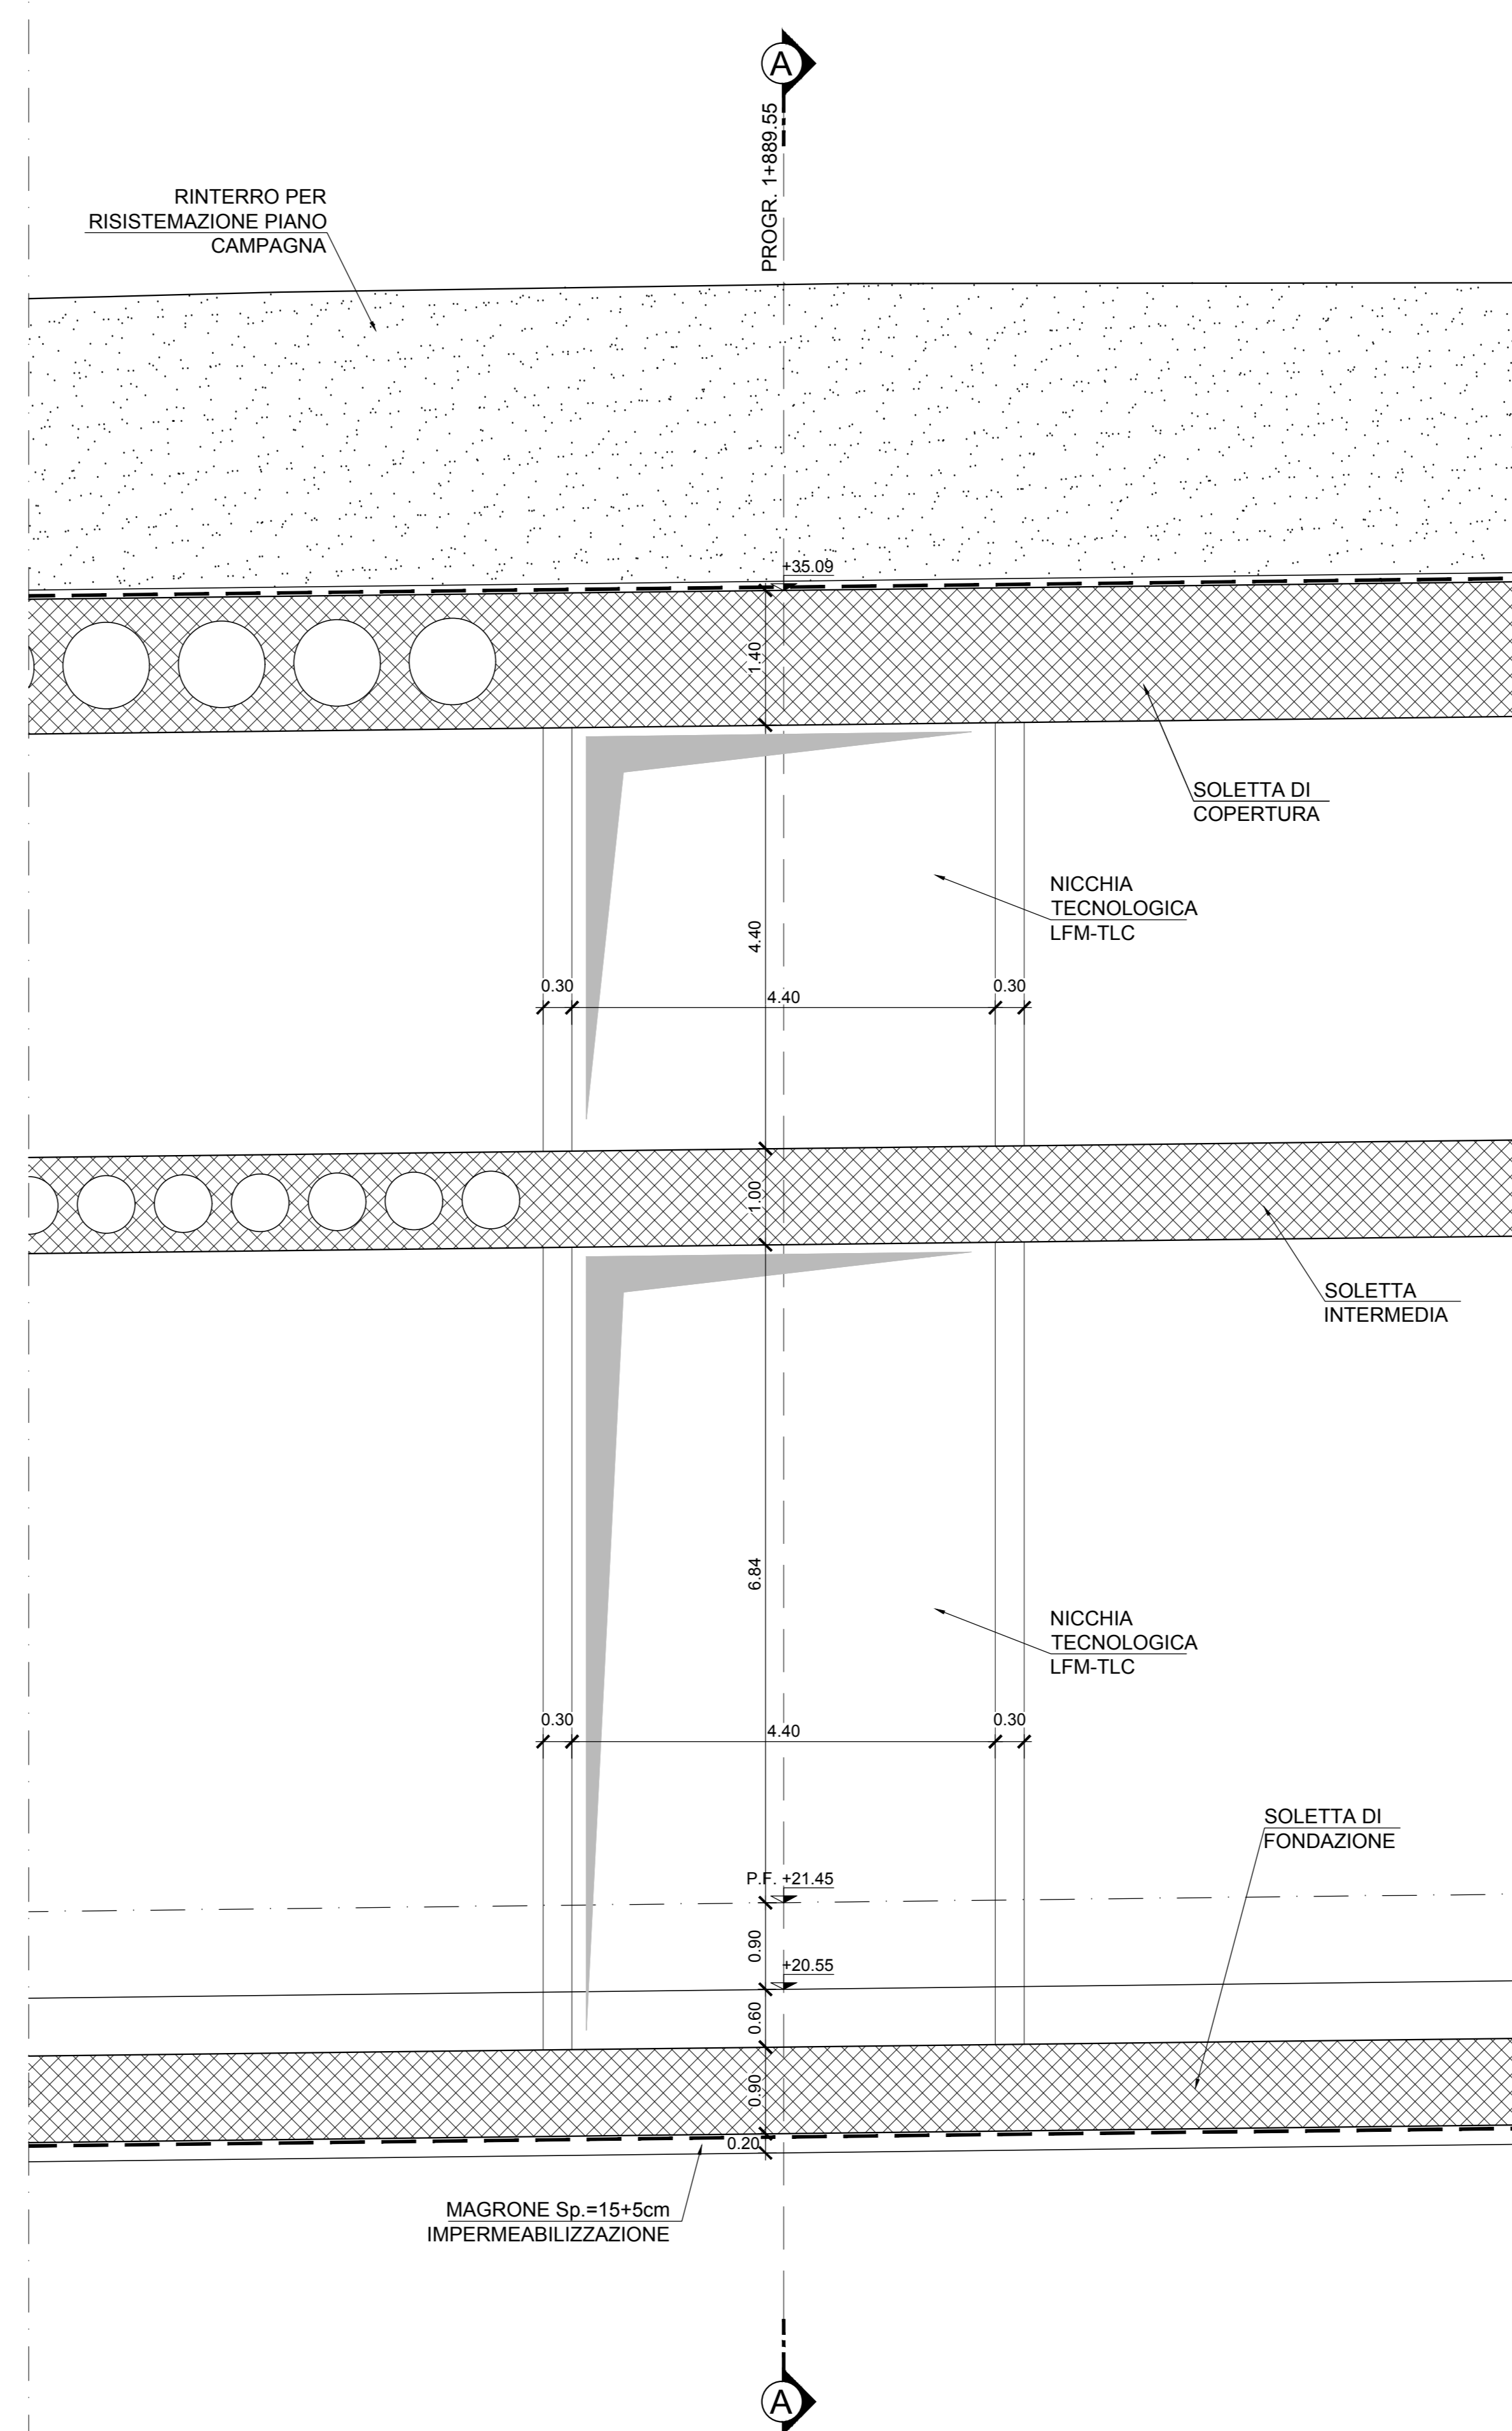 A
PROGR. 1+889.55
RINTERRO PER
RISISTEMAZIONE PIANO
CAMPAGNA
+35.09
1.40
SOLETTA DI
COPERTURA
NICCHIA
TECNOLOGICA
LFM-TLC
4.40
0.30
4.40
0.30
1.00
SOLETTA
INTERMEDIA
6.84
NICCHIA
TECNOLOGICA
LFM-TLC
0.30
4.40
0.30
SOLETTA DI
FONDAZIONE
P.F. +21.45
0.90
+20.55
0.60
0.90
0.20
MAGRONE Sp.=15+5cm
IMPERMEABILIZZAZIONE
A